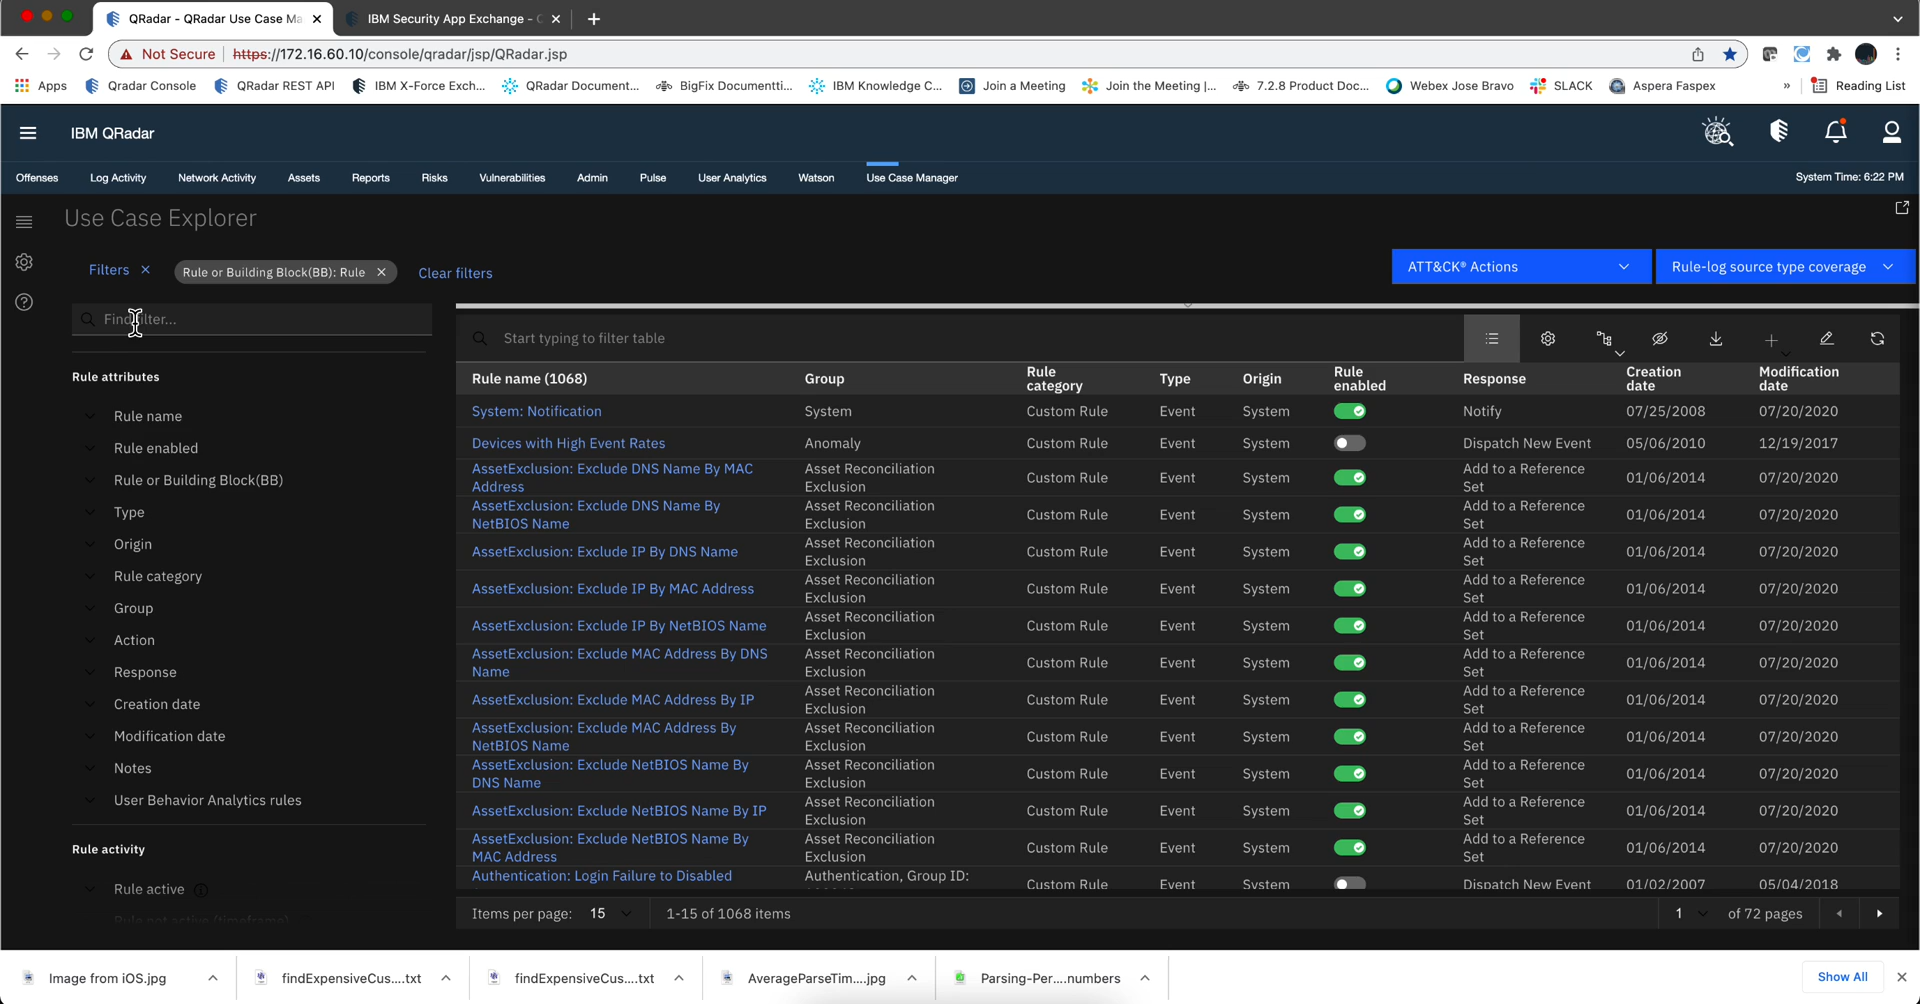 QRadar - QRadar Use Case Ma
IBM Security App Exchange -
Not Secure https://172.16.60.10/console/qradar/jsp/QRadar.jsp
Apps Qradar Console QRadar REST API IBM X-Force Exch... QRadar Document... BigFix Documentti... IBM Knowledge C... Join a Meeting Join the Meeting |... 7.2.8 Product Doc... Webex Jose Bravo SLACK Aspera Faspex » Reading List
IBM QRadar
Offenses Log Activity Network Activity Assets Reports Risks Vulnerabilities Admin Pulse User Analytics Watson Use Case Manager System Time: 6:22 PM
Use Case Explorer
Filters Rule or Building Block(BB): Rule Clear filters ATT&CK® Actions Rule-log source type coverage
Find filter...
Start typing to filter table
Rule attributes
Rule name
Rule enabled
Rule or Building Block(BB)
Type
Origin
Rule category
Group
Action
Response
Creation date
Modification date
Notes
User Behavior Analytics rules
Rule activity
Rule active
Rule not active (timeframe)
Rule name (1068) Group Rule category Type Origin Rule enabled Response Creation date Modification date
System: Notification System Custom Rule Event System Notify 07/25/2008 07/20/2020
Devices with High Event Rates Anomaly Custom Rule Event System Dispatch New Event 05/06/2010 12/19/2017
AssetExclusion: Exclude DNS Name By MAC Address Asset Reconciliation Exclusion Custom Rule Event System Add to a Reference Set 01/06/2014 07/20/2020
AssetExclusion: Exclude DNS Name By NetBIOS Name Asset Reconciliation Exclusion Custom Rule Event System Add to a Reference Set 01/06/2014 07/20/2020
AssetExclusion: Exclude IP By DNS Name Asset Reconciliation Exclusion Custom Rule Event System Add to a Reference Set 01/06/2014 07/20/2020
AssetExclusion: Exclude IP By MAC Address Asset Reconciliation Exclusion Custom Rule Event System Add to a Reference Set 01/06/2014 07/20/2020
AssetExclusion: Exclude IP By NetBIOS Name Asset Reconciliation Exclusion Custom Rule Event System Add to a Reference Set 01/06/2014 07/20/2020
AssetExclusion: Exclude MAC Address By DNS Name Asset Reconciliation Exclusion Custom Rule Event System Add to a Reference Set 01/06/2014 07/20/2020
AssetExclusion: Exclude MAC Address By IP Asset Reconciliation Exclusion Custom Rule Event System Add to a Reference Set 01/06/2014 07/20/2020
AssetExclusion: Exclude MAC Address By NetBIOS Name Asset Reconciliation Exclusion Custom Rule Event System Add to a Reference Set 01/06/2014 07/20/2020
AssetExclusion: Exclude NetBIOS Name By DNS Name Asset Reconciliation Exclusion Custom Rule Event System Add to a Reference Set 01/06/2014 07/20/2020
AssetExclusion: Exclude NetBIOS Name By IP Asset Reconciliation Exclusion Custom Rule Event System Add to a Reference Set 01/06/2014 07/20/2020
AssetExclusion: Exclude NetBIOS Name By MAC Address Asset Reconciliation Exclusion Custom Rule Event System Add to a Reference Set 01/06/2014 07/20/2020
Authentication: Login Failure to Disabled Authentication, Group ID: Custom Rule Event System Dispatch New Event 01/02/2007 05/04/2018
Items per page: 15 1-15 of 1068 items 1 of 72 pages
Image from iOS.jpg findExpensiveCus....txt findExpensiveCus....txt AverageParseTim....jpg Parsing-Per....numbers Show All